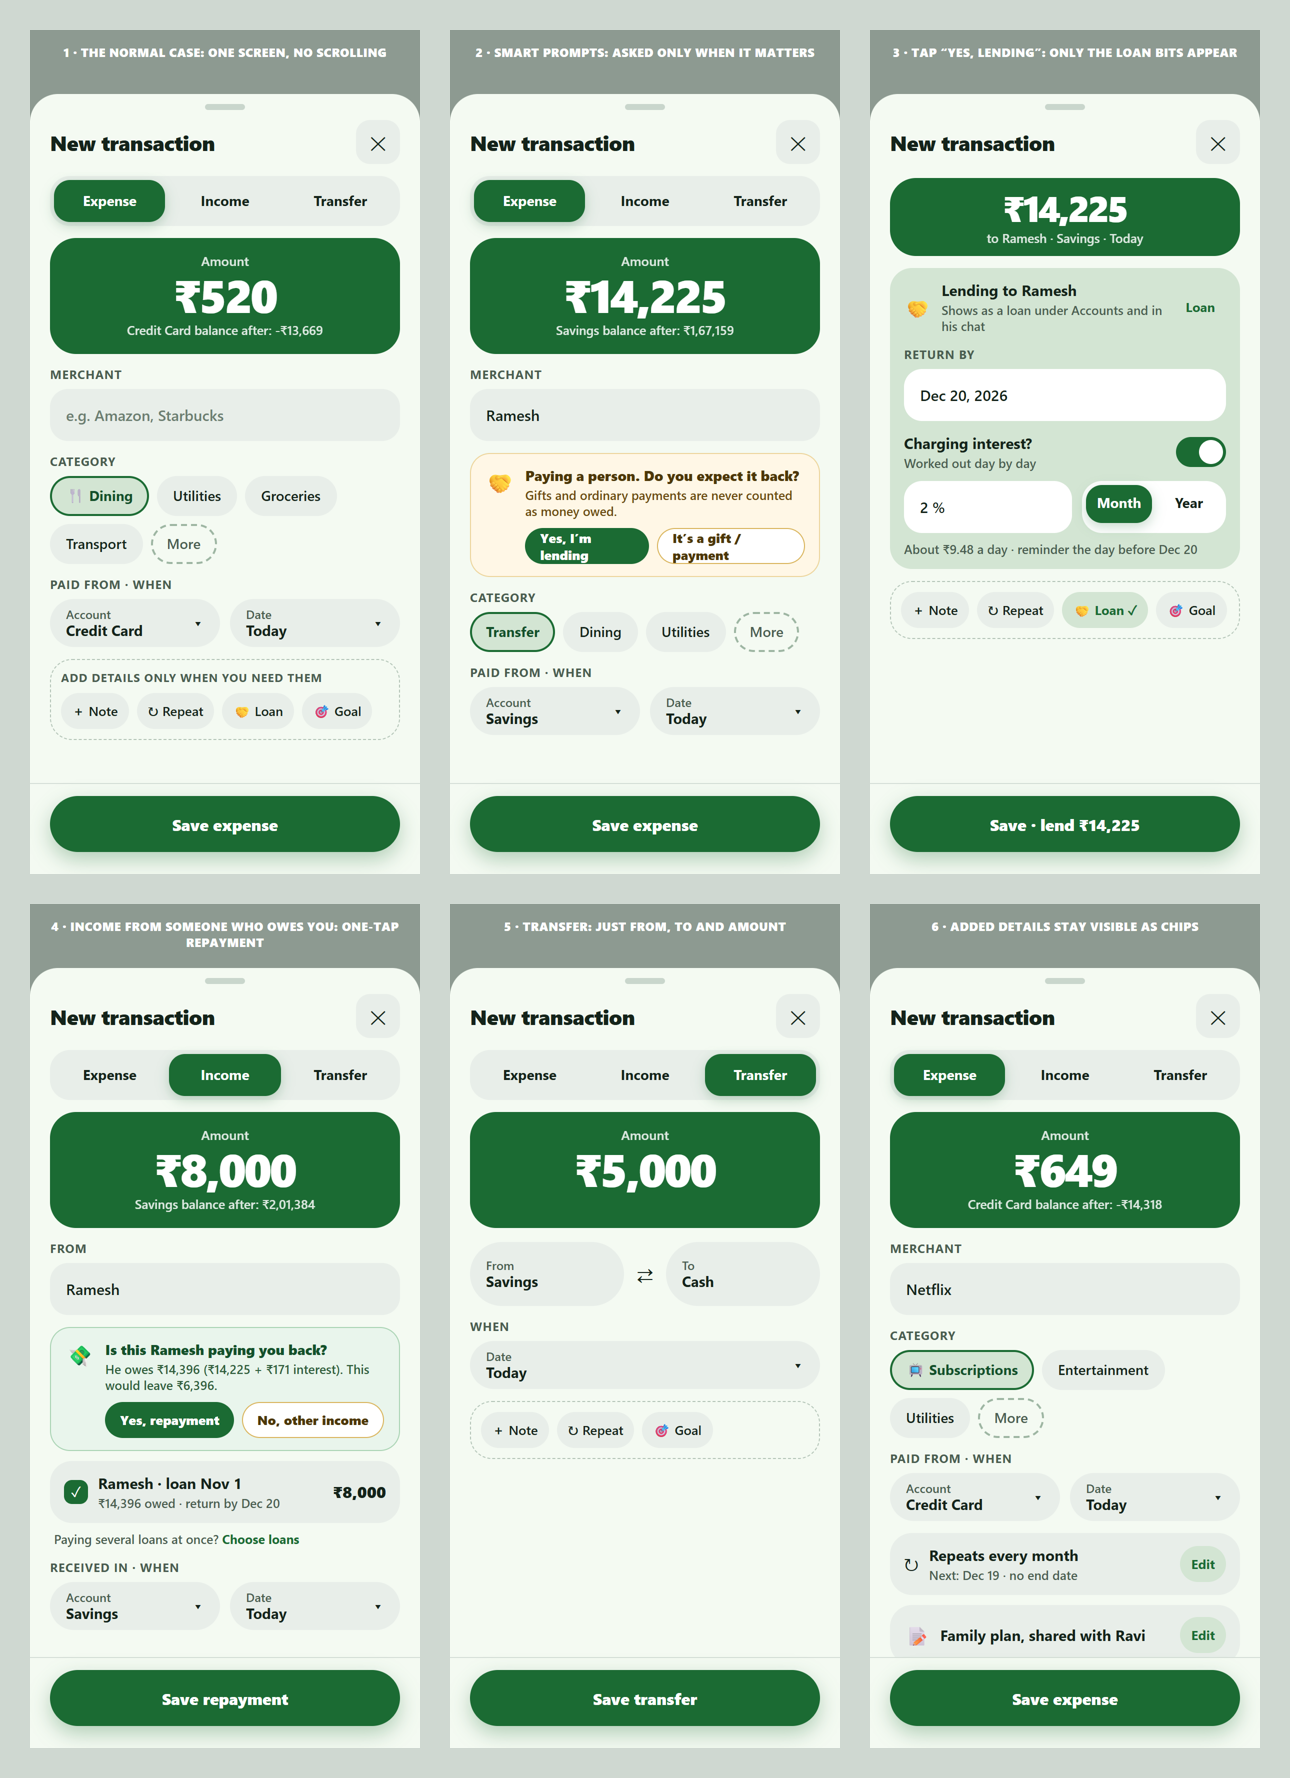 1 · THE NORMAL CASE: ONE SCREEN, NO SCROLLING
New transaction
Expense Income Transfer
Amount
₹520
Credit Card balance after: -₹13,669
MERCHANT
e.g. Amazon, Starbucks
CATEGORY
🍴 Dining Utilities Groceries
Transport More
PAID FROM · WHEN
Account
Credit Card ▾
Date
Today ▾
ADD DETAILS ONLY WHEN YOU NEED THEM
+ Note ↻ Repeat 🤝 Loan 🎯 Goal
Save expense
2 · SMART PROMPTS: ASKED ONLY WHEN IT MATTERS
New transaction
Expense Income Transfer
Amount
₹14,225
Savings balance after: ₹1,67,159
MERCHANT
Ramesh
Paying a person. Do you expect it back?
Gifts and ordinary payments are never counted
as money owed.
Yes, I’m
lending
It’s a gift /
payment
CATEGORY
Transfer Dining Utilities More
PAID FROM · WHEN
Account
Savings ▾
Date
Today ▾
Save expense
3 · TAP “YES, LENDING”: ONLY THE LOAN BITS APPEAR
New transaction
₹14,225
to Ramesh · Savings · Today
Lending to Ramesh
Shows as a loan under Accounts and in
his chat
Loan
RETURN BY
Dec 20, 2026
Charging interest?
Worked out day by day
2 % Month Year
About ₹9.48 a day · reminder the day before Dec 20
+ Note ↻ Repeat 🤝 Loan ✓ 🎯 Goal
Save · lend ₹14,225
4 · INCOME FROM SOMEONE WHO OWES YOU: ONE-TAP
REPAYMENT
New transaction
Expense Income Transfer
Amount
₹8,000
Savings balance after: ₹2,01,384
FROM
Ramesh
Is this Ramesh paying you back?
He owes ₹14,396 (₹14,225 + ₹171 interest). This
would leave ₹6,396.
Yes, repayment No, other income
✓ Ramesh · loan Nov 1
₹14,396 owed · return by Dec 20
₹8,000
Paying several loans at once? Choose loans
RECEIVED IN · WHEN
Account
Savings ▾
Date
Today ▾
Save repayment
5 · TRANSFER: JUST FROM, TO AND AMOUNT
New transaction
Expense Income Transfer
Amount
₹5,000
From
Savings
⇄
To
Cash
WHEN
Date
Today ▾
+ Note ↻ Repeat 🎯 Goal
Save transfer
6 · ADDED DETAILS STAY VISIBLE AS CHIPS
New transaction
Expense Income Transfer
Amount
₹649
Credit Card balance after: -₹14,318
MERCHANT
Netflix
CATEGORY
📺 Subscriptions Entertainment
Utilities More
PAID FROM · WHEN
Account
Credit Card ▾
Date
Today ▾
↻ Repeats every month
Next: Dec 19 · no end date
Edit
📝 Family plan, shared with Ravi Edit
Save expense